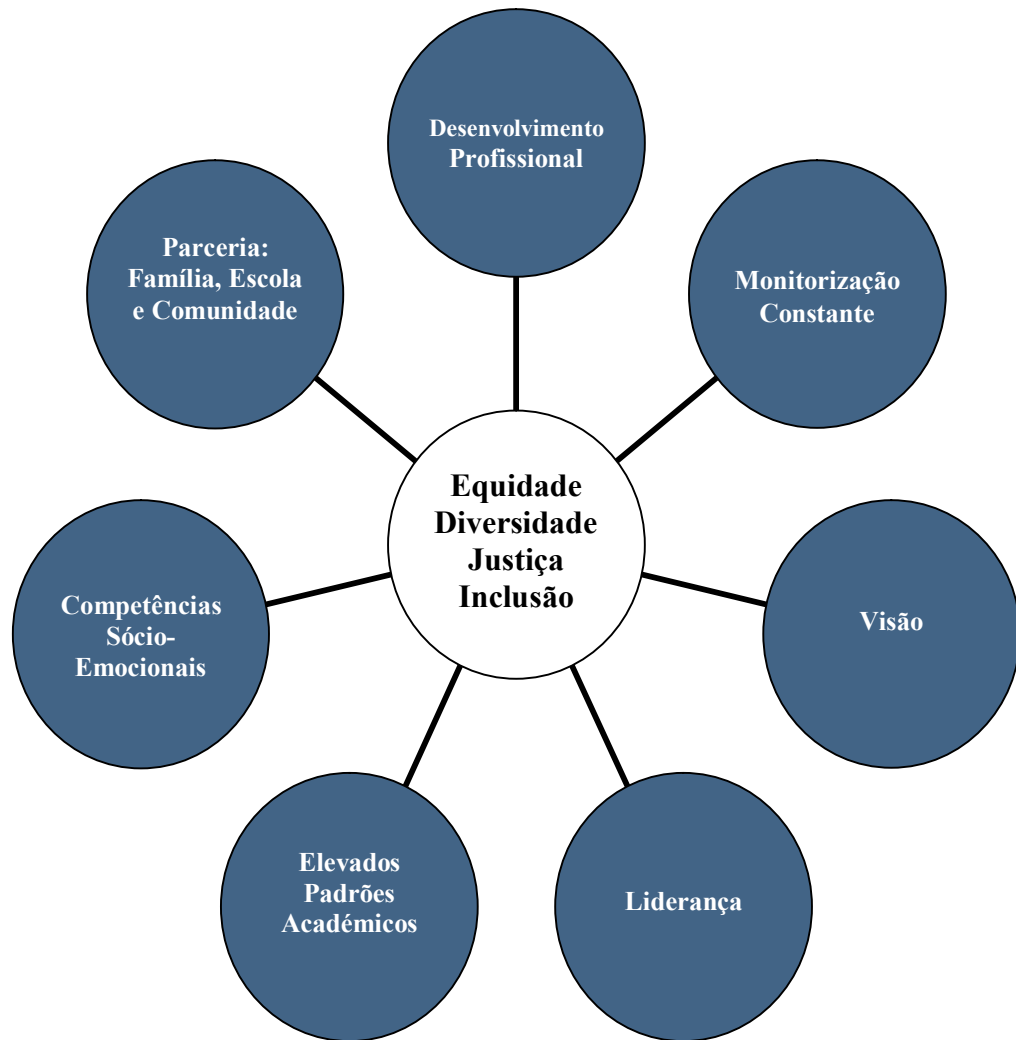 Desenvolvimento
Profissional
Parceria:
Família, Escola
e Comunidade
Monitorização
Constante
Equidade
Diversidade
Justiça
Inclusão
Competências
Sócio-
Emocionais
Visão
Elevados
Padrões
Académicos
Liderança